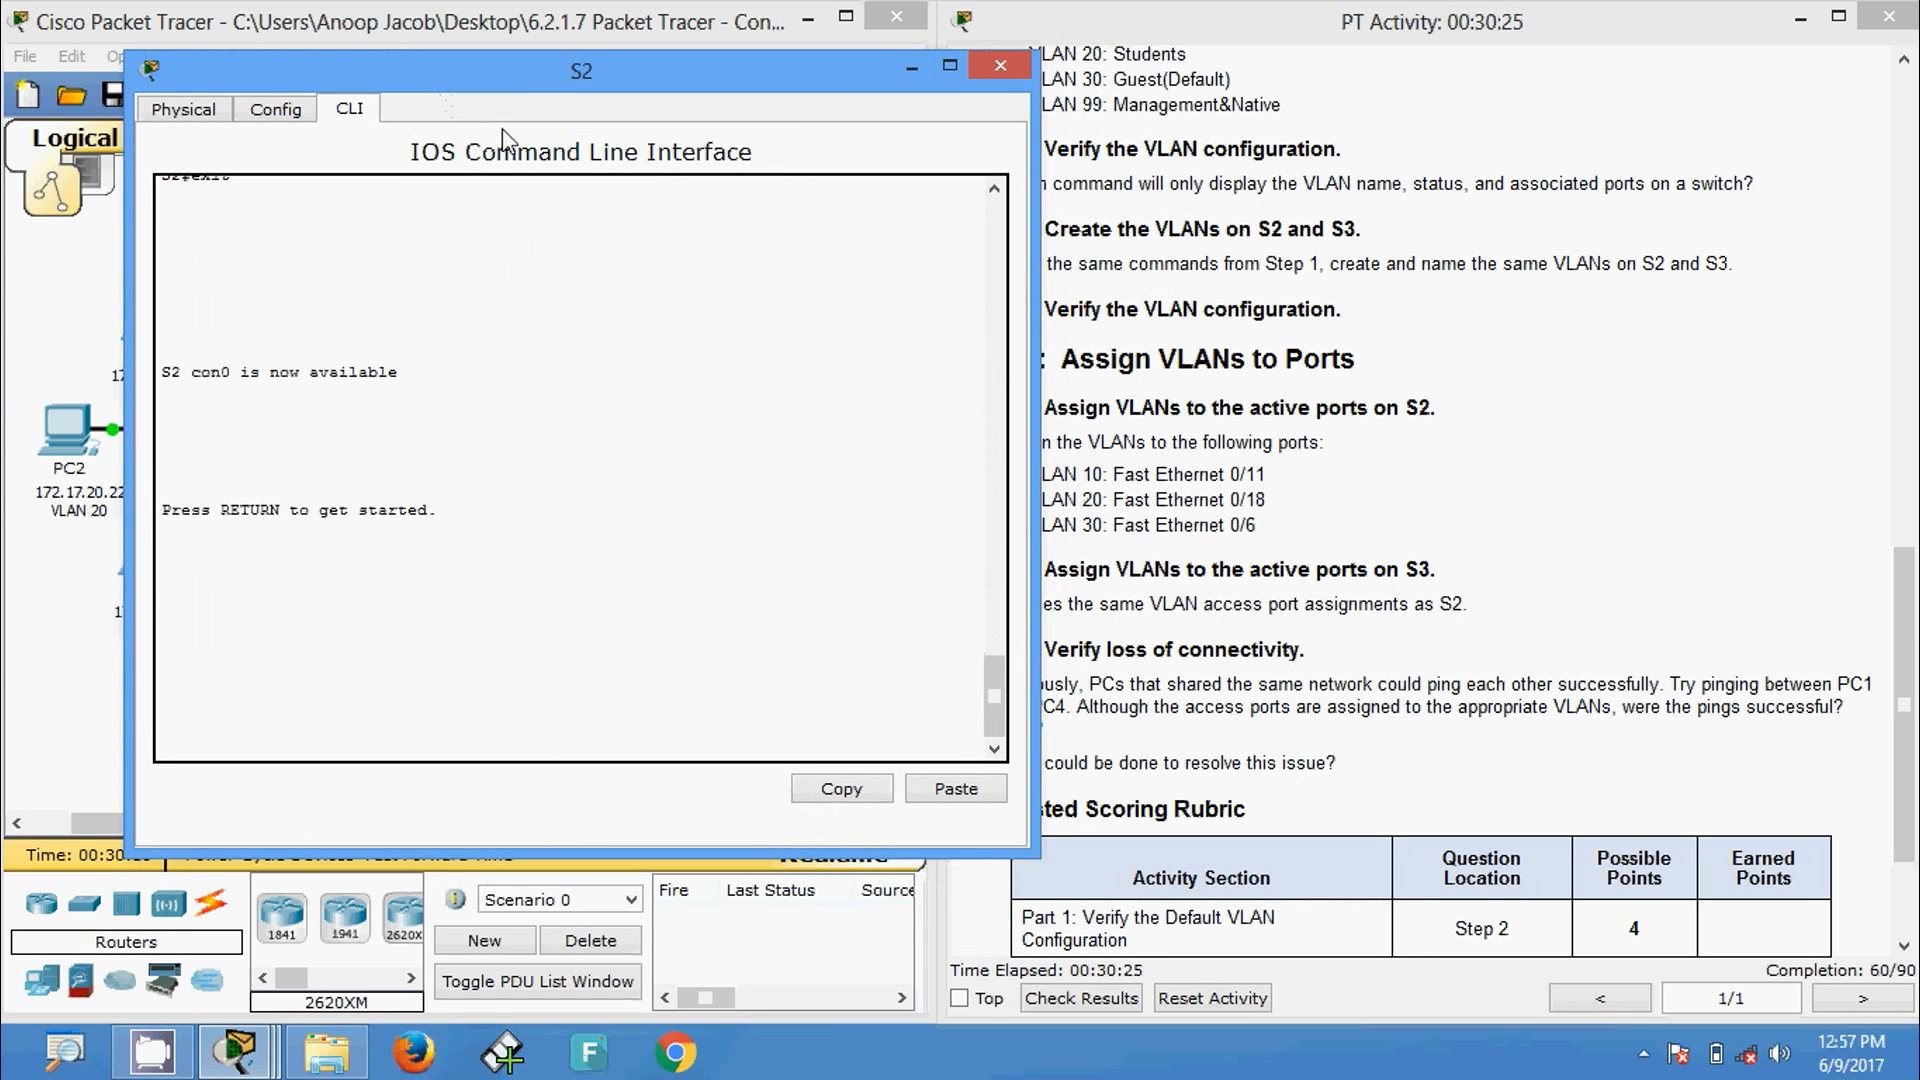 Cisco Packet Tracer - C:\Users\Anoop Jacob\Desktop\6.2.1.7 Packet Tracer - Con...
File Edit
Logical
17
PC2
172.17.20.22
VLAN 20
Time: 00:30
Routers
1841
1941
2620X
2620XM
Scenario 0
New
Delete
Toggle PDU List Window
Fire Last Status Source
S2
Physical
Config
CLI
IOS Command Line Interface
S2#exit
S2 con0 is now available
Press RETURN to get started.
Copy
Paste
PT Activity: 00:30:25
VLAN 20: Students
VLAN 30: Guest(Default)
VLAN 99: Management&Native
Verify the VLAN configuration.
command will only display the VLAN name, status, and associated ports on a switch?
Create the VLANs on S2 and S3.
the same commands from Step 1, create and name the same VLANs on S2 and S3.
Verify the VLAN configuration.
: Assign VLANs to Ports
Assign VLANs to the active ports on S2.
n the VLANs to the following ports:
LAN 10: Fast Ethernet 0/11
LAN 20: Fast Ethernet 0/18
LAN 30: Fast Ethernet 0/6
Assign VLANs to the active ports on S3.
es the same VLAN access port assignments as S2.
Verify loss of connectivity.
ously, PCs that shared the same network could ping each other successfully. Try pinging between PC1
PC4. Although the access ports are assigned to the appropriate VLANs, were the pings successful?
could be done to resolve this issue?
sted Scoring Rubric
Activity Section
Question Location
Possible Points
Earned Points
Part 1: Verify the Default VLAN Configuration
Step 2
4
Time Elapsed: 00:30:25
Completion: 60/90
Top
Check Results
Reset Activity
<
1/1
>
12:57 PM
6/9/2017